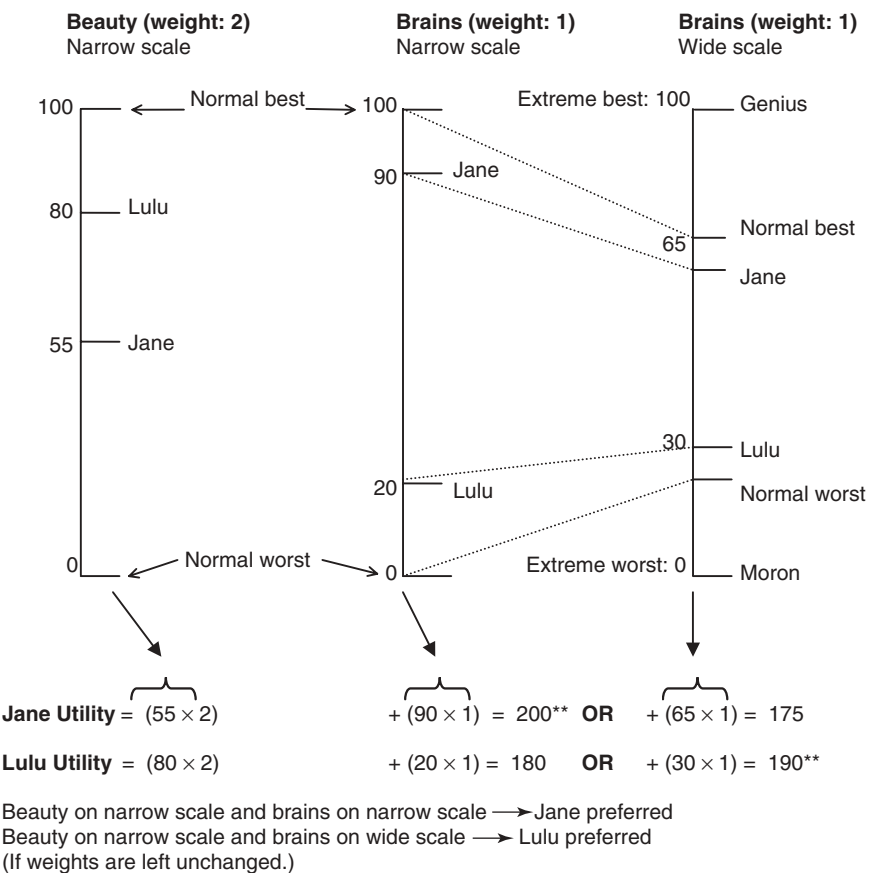 Beauty (weight: 2)
Narrow scale
Brains (weight: 1)
Narrow scale
Brains (weight: 1)
Wide scale
100
Normal best
80
Lulu
55
Jane
0
Normal worst
100
90
Jane
20
Lulu
0
Extreme best: 100
Genius
Normal best
65
Jane
30
Lulu
Normal worst
Extreme worst: 0
Moron
Jane Utility = (55 × 2) + (90 × 1) = 200** OR + (65 × 1) = 175
Lulu Utility = (80 × 2) + (20 × 1) = 180 OR + (30 × 1) = 190**
Beauty on narrow scale and brains on narrow scale → Jane preferred
Beauty on narrow scale and brains on wide scale → Lulu preferred
(If weights are left unchanged.)